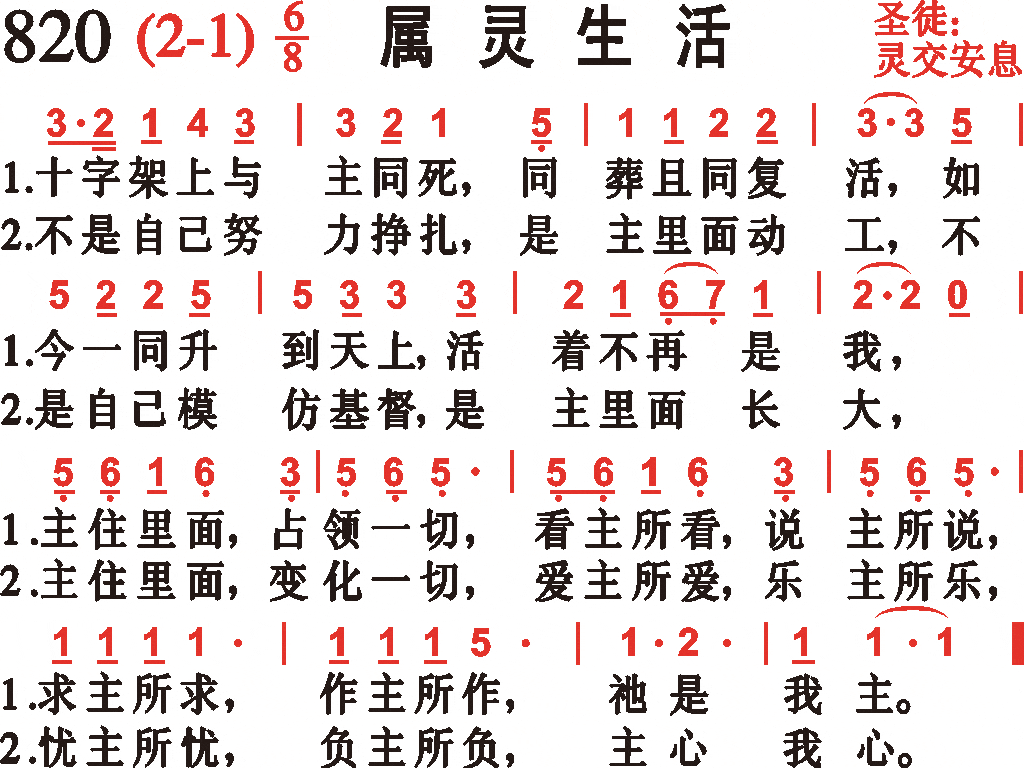 820 (2-1) 6/8 属灵生活 圣徒：
灵交安息
3·2 1 4 3 | 3 2 1 5 | 1 1 2 2 | 3·3 5 |
1.十字架上与 主同死，同 葬且同复 活，如
2.不是自己努 力挣扎，是 主里面动 工，不
5 2 2 5 | 5 3 3 3 | 2 1 6 7 1 | 2·2 0 |
1.今一同升 到天上，活 着不再 是 我，
2.是自己模 仿基督，是 主里面 长 大，
5 6 1 6 3 | 5 6 5· | 5 6 1 6 3 | 5 6 5· |
1.主住里面，占领一切， 看主所看，说 主所说，
2.主住里面，变化一切， 爱主所爱，乐 主所乐，
1 1 1 1· | 1 1 1 5· | 1·2· | 1 1·1
1.求主所求， 作主所作， 祂是 我主。
2.忧主所忧， 负主所负， 主心 我心。